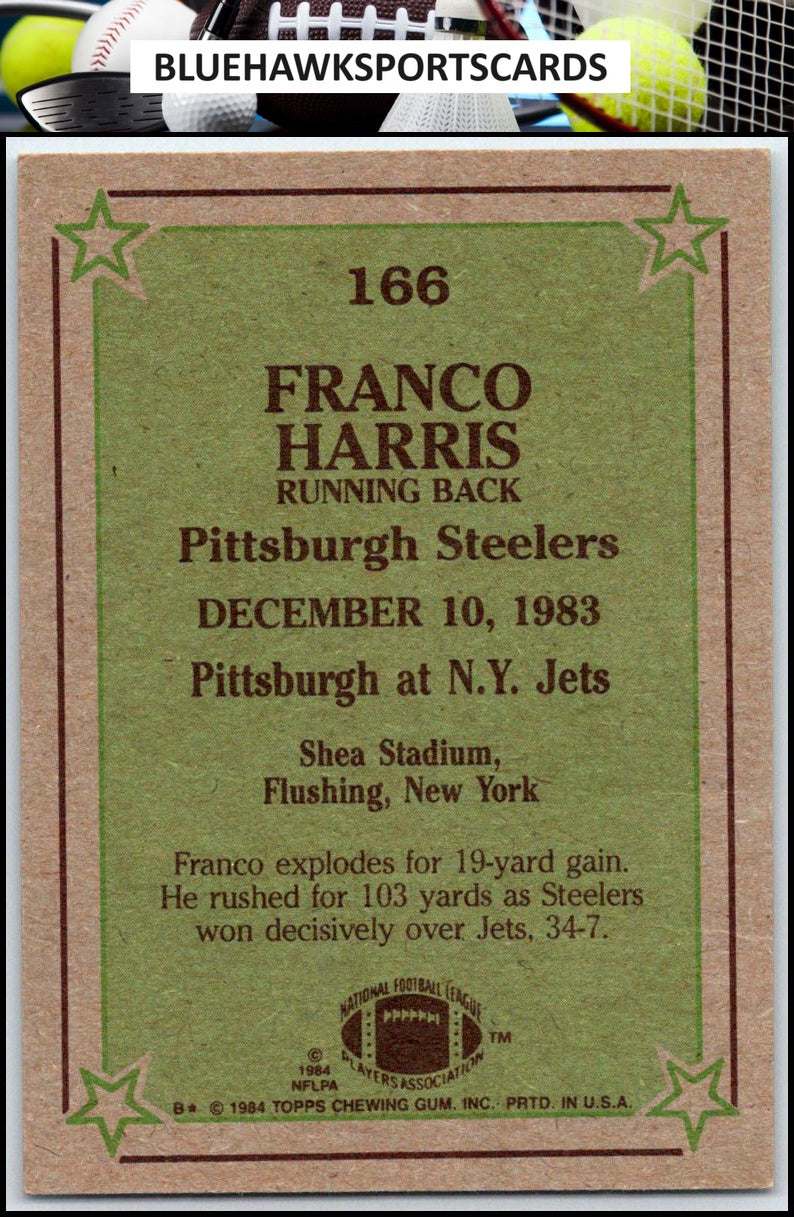 BLUEHAWKSPORTSCARDS
166
FRANCO
HARRIS
RUNNING BACK
Pittsburgh Steelers
DECEMBER 10, 1983
Pittsburgh at N.Y. Jets
Shea Stadium,
Flushing, New York
Franco explodes for 19-yard gain.
He rushed for 103 yards as Steelers
won decisively over Jets, 34-7.
NATIONAL FOOTBALL LEAGUE
PLAYERS ASSOCIATION
TM
©
1984
NFLPA
B* © 1984 TOPPS CHEWING GUM. INC. PRTD. IN U.S.A.